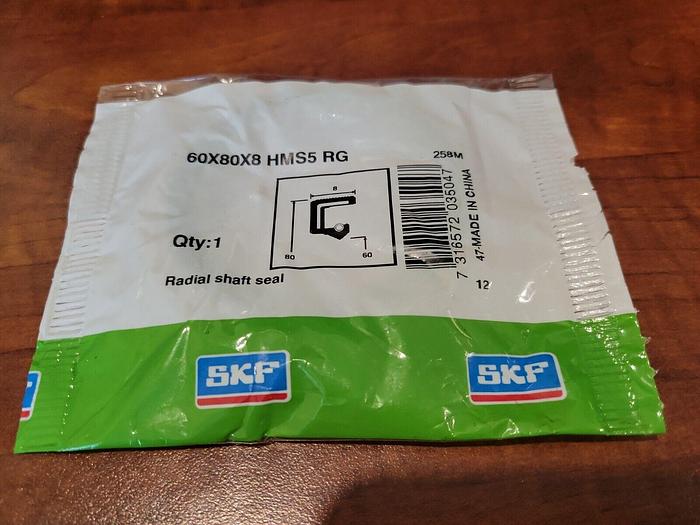 60X80X8 HMS5 RG
258M
8
80
60
Qty:1
Radial shaft seal
7 316572 035047
47-MADE IN CHINA
12
SKF
SKF